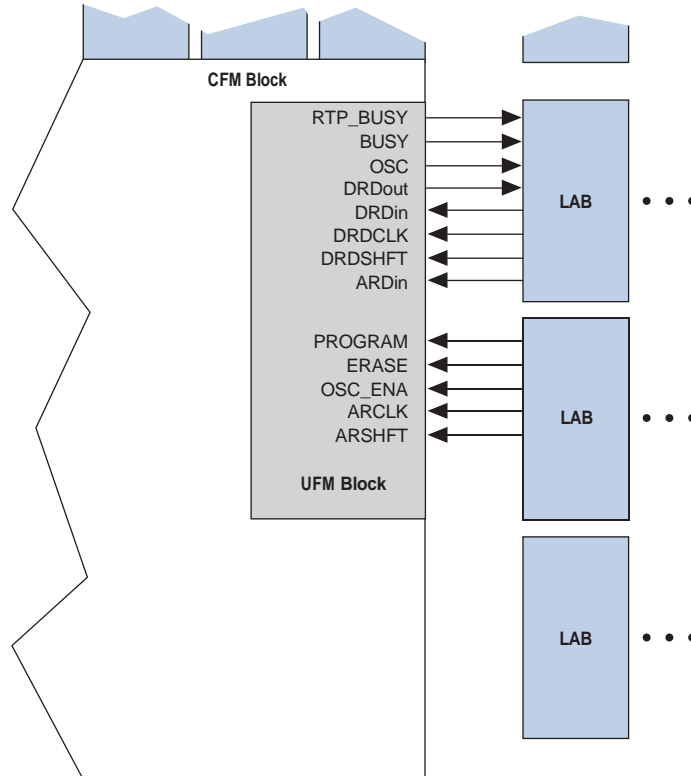 CFM Block
RTP_BUSY
BUSY
OSC
DRDout
DRDin
DRDCLK
DRDSHFT
ARDin
PROGRAM
ERASE
OSC_ENA
ARCLK
ARSHFT
UFM Block
LAB
LAB
LAB